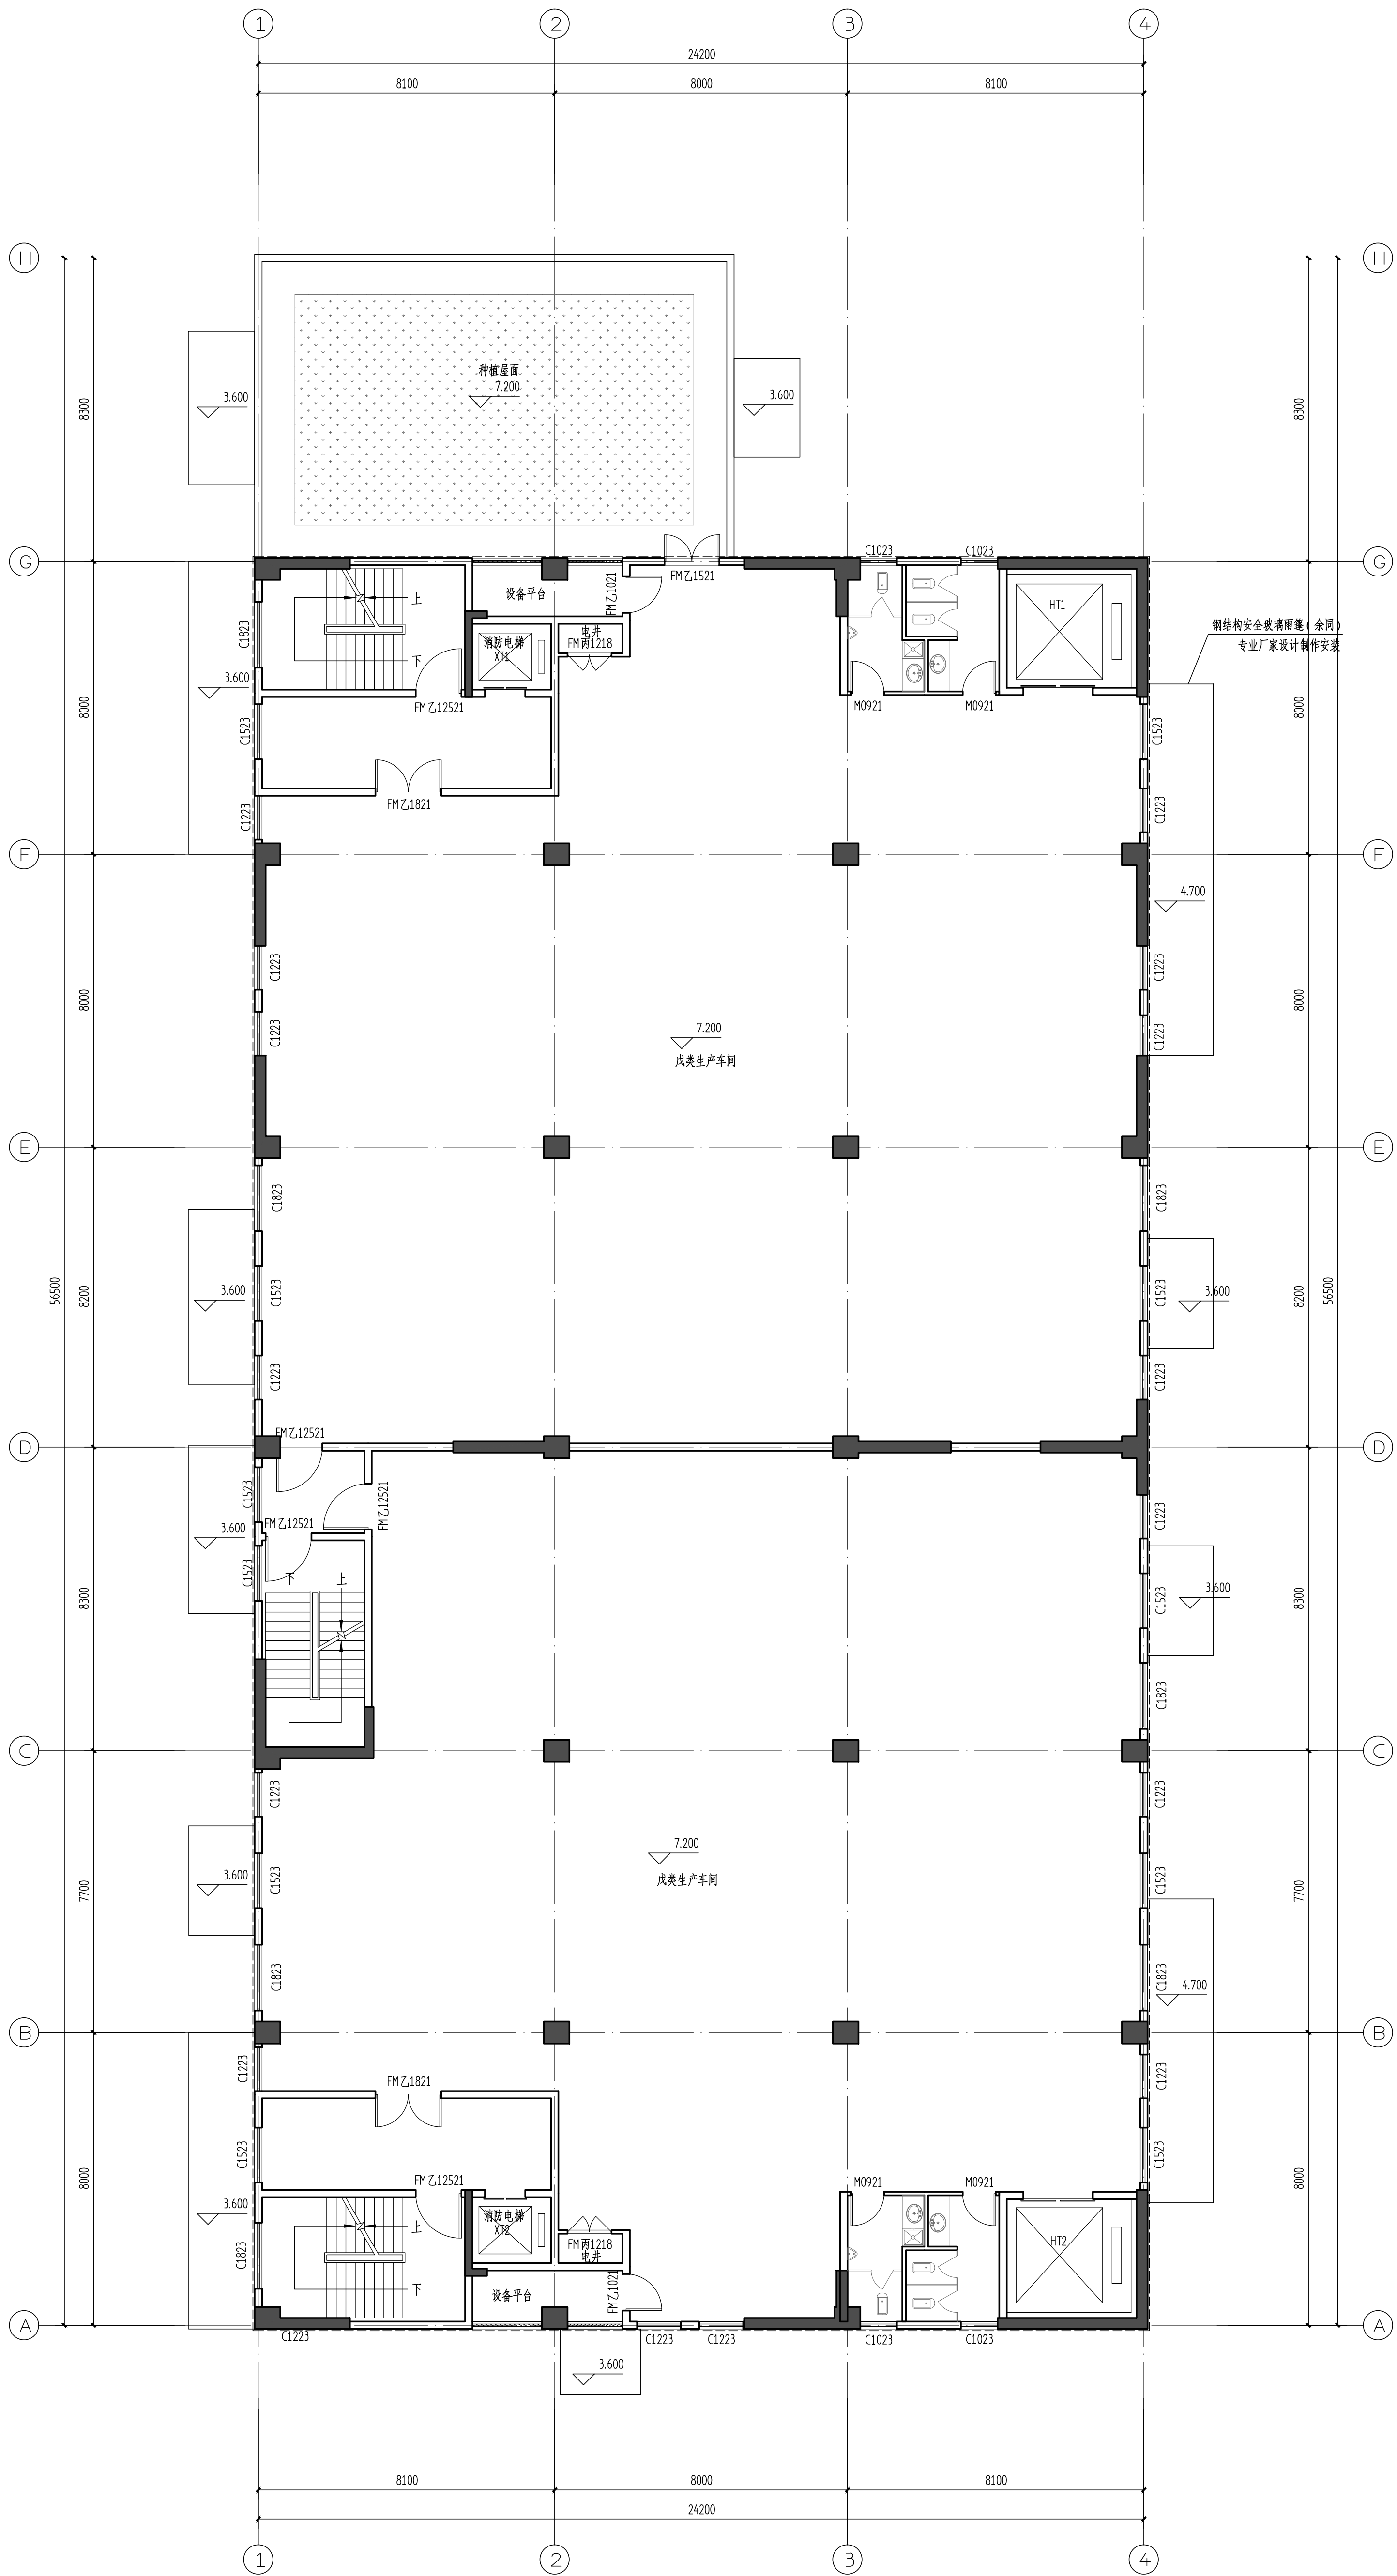 1 2 3 4
24200
8100 8000 8100
H H
种植屋面
7.200
3.600 3.600
8300 8300
G G
C1023 C1023
FM乙1521
设备平台
FM乙1021
上
HT1
电井
FM丙1218
消防电梯
XT1
C1823
下
钢结构安全玻璃雨篷(余同)
专业厂家设计制作安装
3.600
FM乙12521
M0921 M0921
8000 8000
C1523 C1523
FM乙1821
C1223 C1223
F F
4.700
C1223 C1223
8000 8000
C1223 C1223
7.200
戊类生产车间
E E
C1823 C1823
3.600 3.600
56500 8200 8200 56500
C1523 C1523
C1223 C1223
FM乙12521
D D
C1523
FM乙12521
C1223
FM乙12521
3.600
C1523
下 上
3.600
C1523
8300 8300
C1823
C C
C1223 C1223
7.200
戊类生产车间
3.600
C1523 C1523
7700 7700
C1823 C1823
4.700
B B
C1223 C1223
FM乙1821
C1523 C1523
FM乙12521
M0921 M0921
8000 8000
3.600
消防电梯
XT2
上
HT2
FM丙1218
电井
C1823
下
设备平台
FM乙1021
A A
C1223 C1223 C1223 C1023 C1023
3.600
8100 8000 8100
24200
1 2 3 4